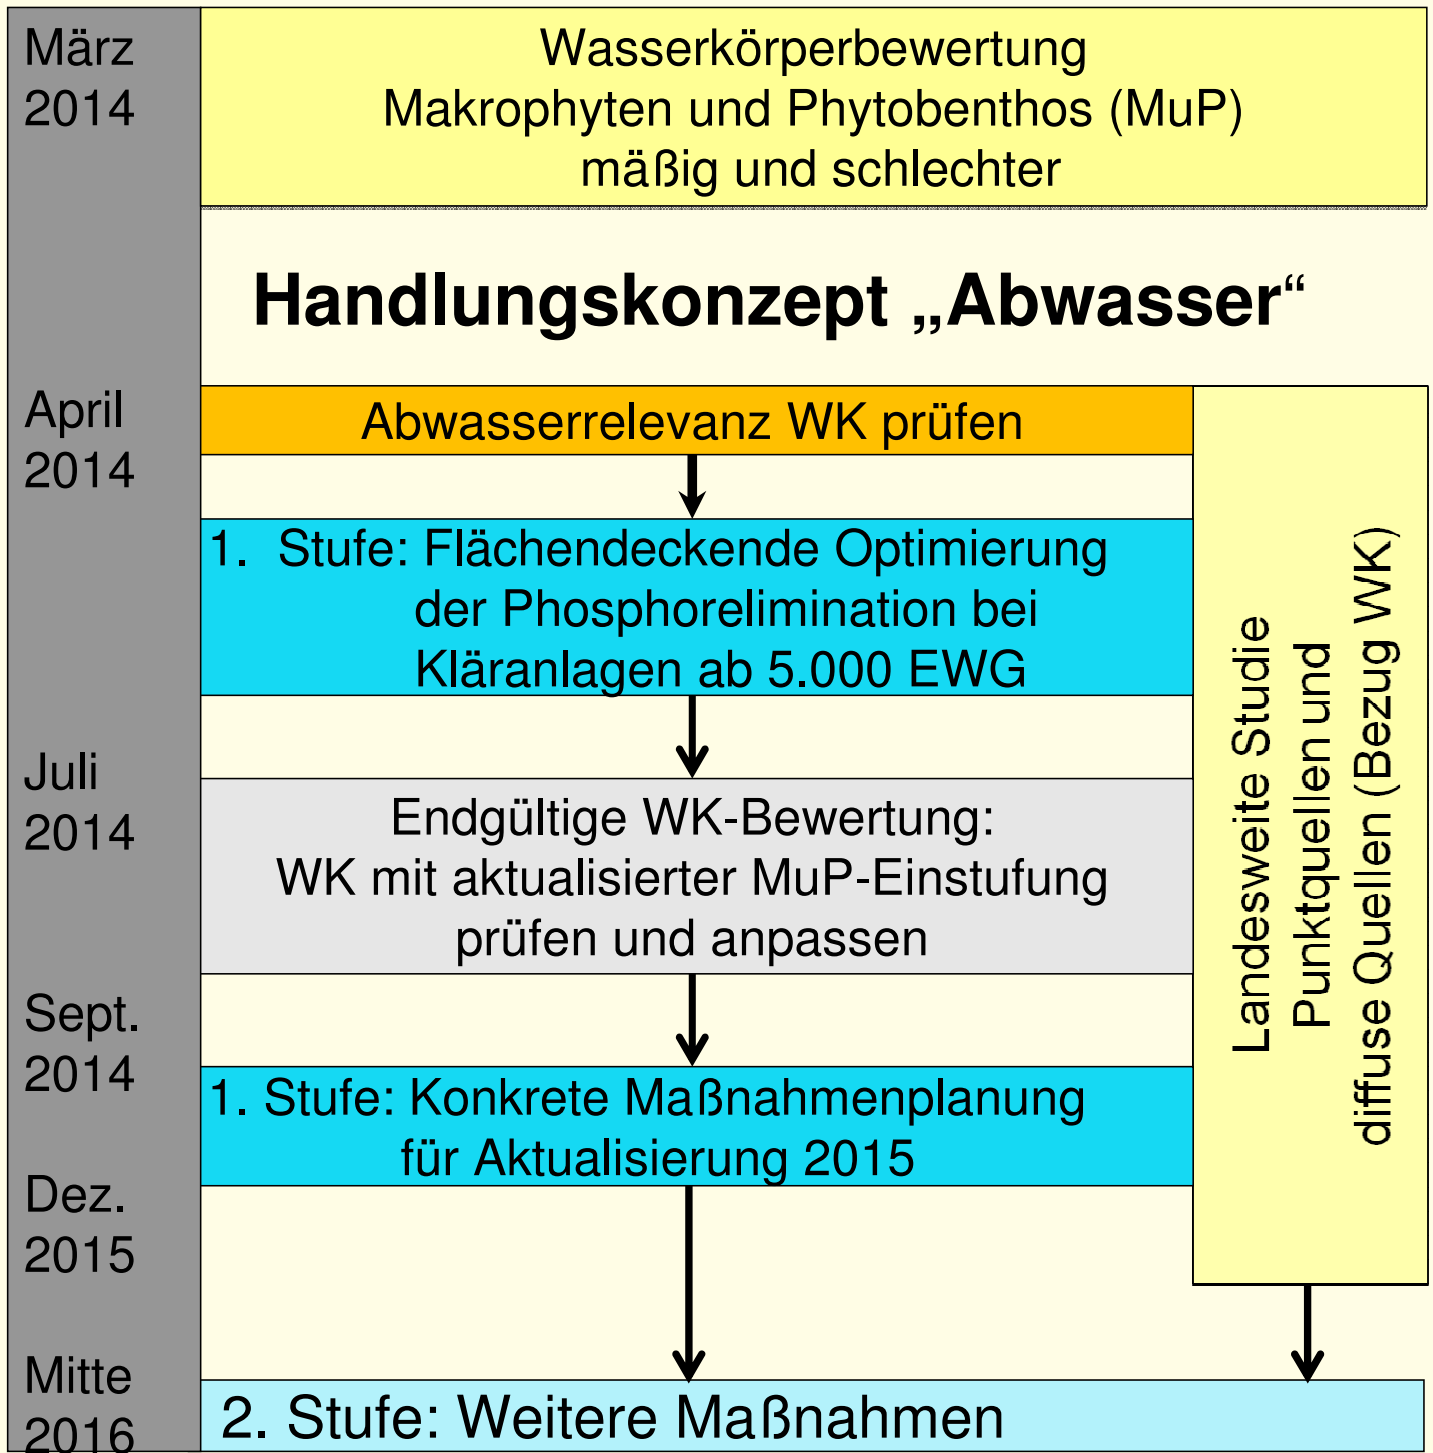 März
2014
Wasserkörperbewertung
Makrophyten und Phytobenthos (MuP)
mäßig und schlechter
Handlungskonzept „Abwasser“
April
2014
Abwasserrelevanz WK prüfen
1. Stufe: Flächendeckende Optimierung
der Phosphorelimination bei
Kläranlagen ab 5.000 EWG
Juli
2014
Endgültige WK-Bewertung:
WK mit aktualisierter MuP-Einstufung
prüfen und anpassen
Sept.
2014
1. Stufe: Konkrete Maßnahmenplanung
für Aktualisierung 2015
Dez.
2015
Landesweite Studie
Punktquellen und
diffuse Quellen (Bezug WK)
Mitte
2016
2. Stufe: Weitere Maßnahmen